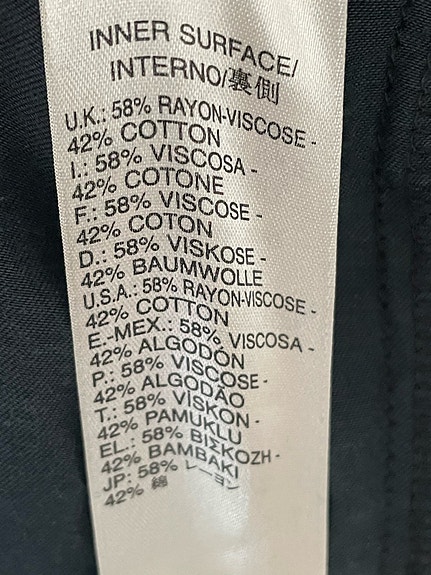 INNER SURFACE/
INTERNO/裏側
U.K.: 58% RAYON-VISCOSE -
42% COTTON
I.: 58% VISCOSA -
42% COTONE
F.: 58% VISCOSE -
42% COTON
D.: 58% VISKOSE -
42% BAUMWOLLE
U.S.A.: 58% RAYON-VISCOSE -
42% COTTON
E.-MEX.: 58% VISCOSA -
42% ALGODÓN
P.: 58% VISCOSE -
42% ALGODÃO
T.: 58% VİSKON -
42% PAMUKLU
EL.: 58% ΒΙΣΚΟΖΗ -
42% ΒΑΜΒΑΚΙ
JP: 58% レーヨン
42% 綿